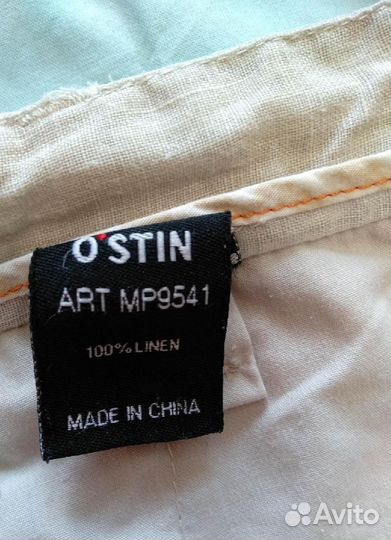 O'STIN
ART MP9541
100% LINEN
MADE IN CHINA
Avito